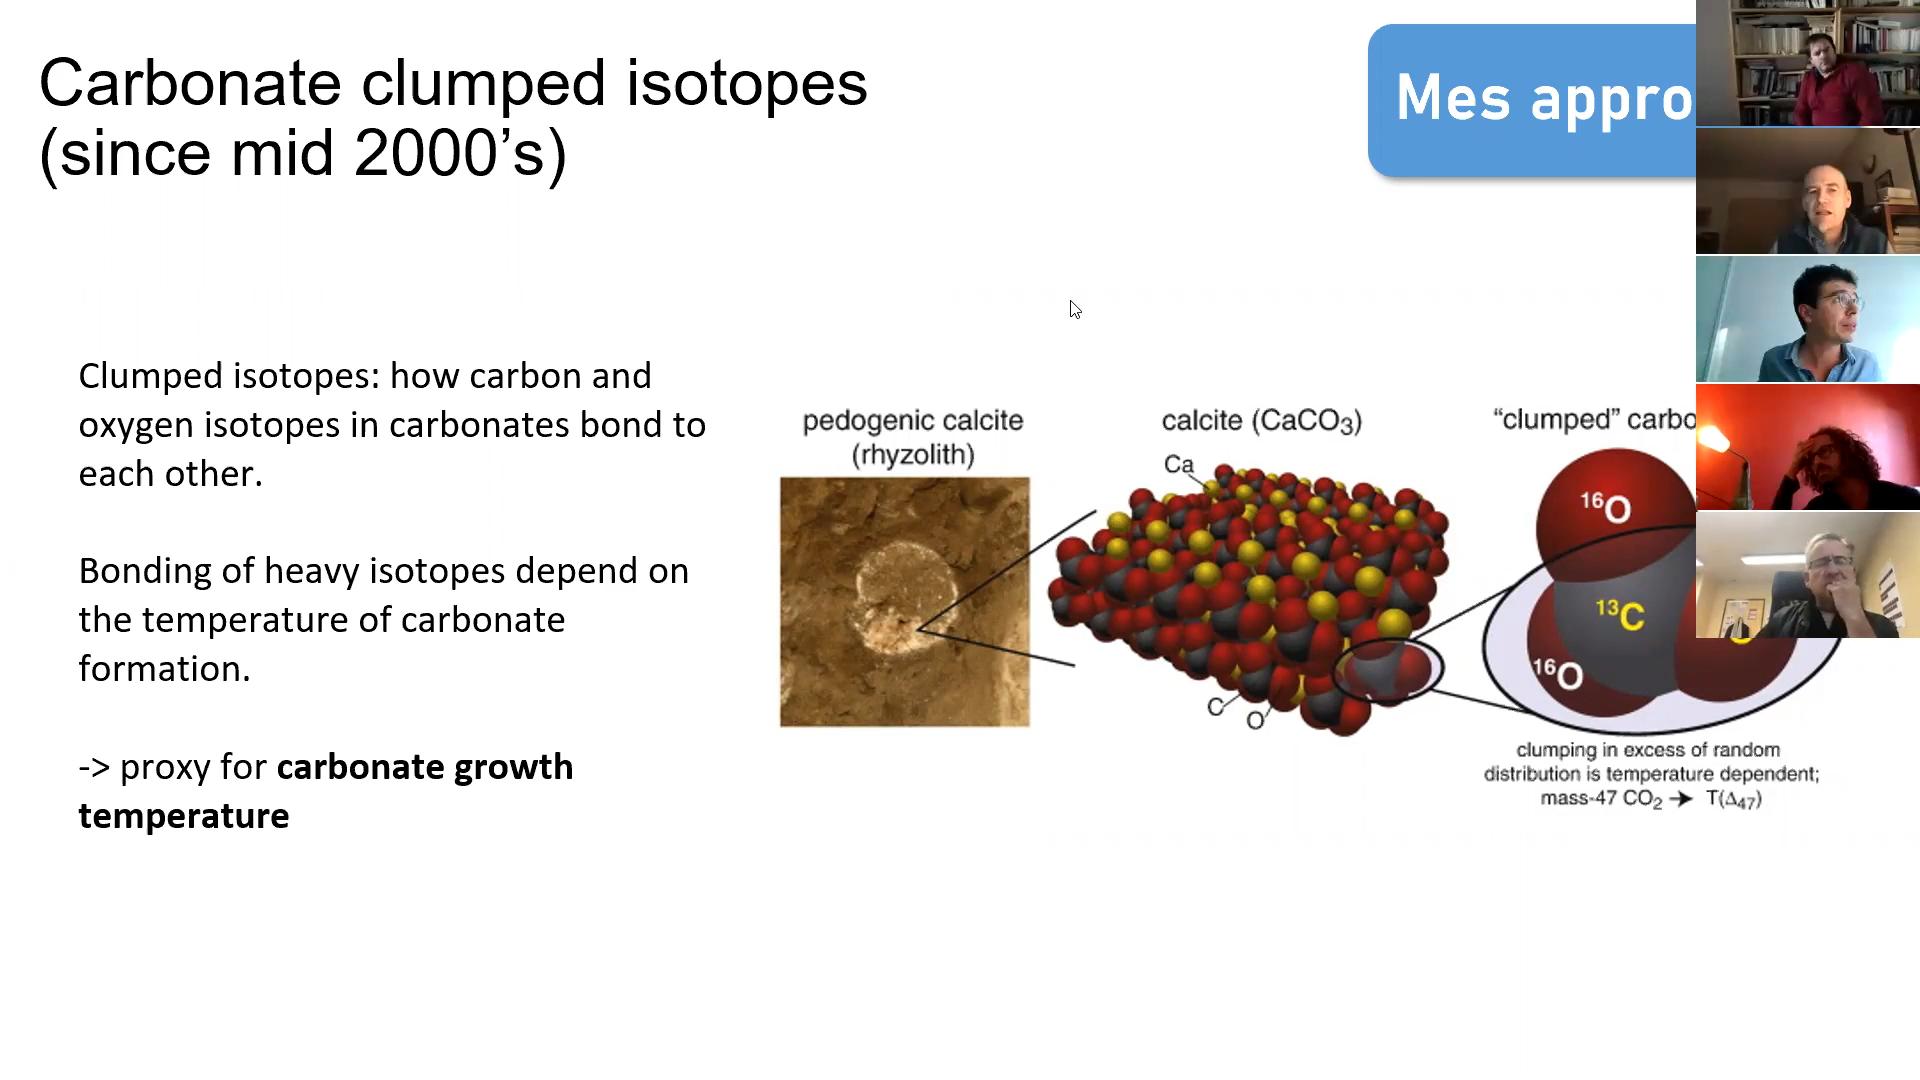 Carbonate clumped isotopes
(since mid 2000’s)
Mes appro
Clumped isotopes: how carbon and
oxygen isotopes in carbonates bond to
each other.
Bonding of heavy isotopes depend on
the temperature of carbonate
formation.
-> proxy for carbonate growth
temperature
pedogenic calcite
(rhyzolith)
calcite (CaCO₃)
Ca
C
O
“clumped” carbo
¹⁶O
¹³C
¹⁶O
clumping in excess of random
distribution is temperature dependent;
mass-47 CO₂ → T(Δ₄₇)